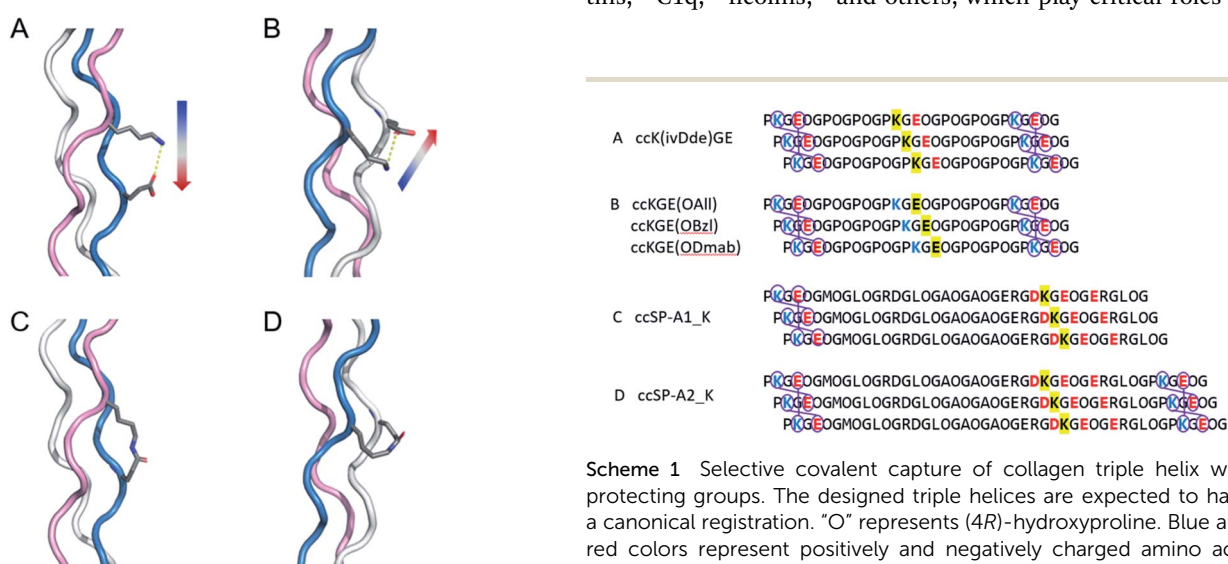 A
B
C
D
C1q, and others, which play critical roles
PKGEOGPOGPOGPKGEOGPOGPOGPKGEOG
A ccK(ivDde)GE PKGEOGPOGPOGPKGEOGPOGPOGPKGEOG
PKGEOGPOGPOGPKGEOGPOGPOGPKGEOG
B ccKGE(OAll) PKGEOGPOGPOGPKGEOGPOGPOGPKGEOG
ccKGE(OBzl) PKGEOGPOGPOGPKGEOGPOGPOGPKGEOG
ccKGE(ODmab) PKGEOGPOGPOGPKGEOGPOGPOGPKGEOG
PKGEOGMOGLOGRDGLOGAOGAOGERGDKGEOGERGLOG
C ccSP-A1_K PKGEOGMOGLOGRDGLOGAOGAOGERGDKGEOGERGLOG
PKGEOGMOGLOGRDGLOGAOGAOGERGDKGEOGERGLOG
PKGEOGMOGLOGRDGLOGAOGAOGERGDKGEOGERGLOGPKGEOG
D ccSP-A2_K PKGEOGMOGLOGRDGLOGAOGAOGERGDKGEOGERGLOGPKGEOG
PKGEOGMOGLOGRDGLOGAOGAOGERGDKGEOGERGLOGPKGEOG
Scheme 1 Selective covalent capture of collagen triple helix w
protecting groups. The designed triple helices are expected to ha
a canonical registration. "O" represents (4R)-hydroxyproline. Blue a
red colors represent positively and negatively charged amino ac